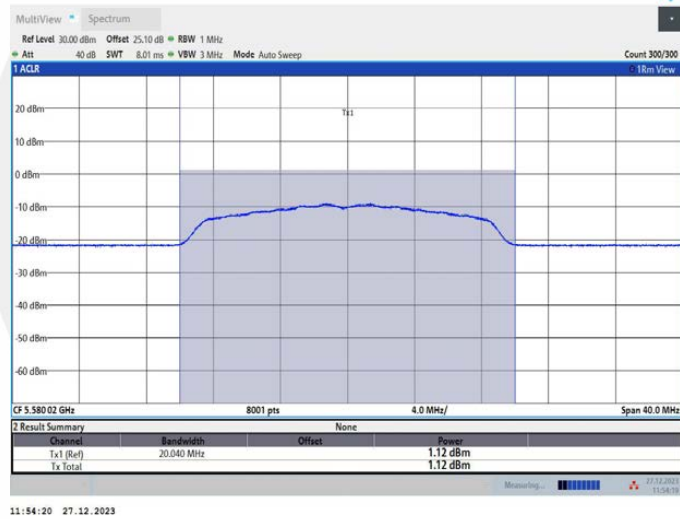 MultiView Spectrum
Ref Level 30.00 dBm Offset 25.10 dB RBW 1 MHz
Att 40 dB SWT 8.01 ms VBW 3 MHz Mode Auto Sweep Count 300/300
1 ACLR 1Rm View
20 dBm
Tx1
10 dBm
0 dBm
-10 dBm
-20 dBm
-30 dBm
-40 dBm
-50 dBm
-60 dBm
CF 5.580 02 GHz 8001 pts 4.0 MHz/ Span 40.0 MHz
2 Result Summary None
Channel Bandwidth Offset Power
Tx1 (Ref) 20.040 MHz 1.12 dBm
Tx Total 1.12 dBm
Measuring... 27.12.2023
11:54:20 27.12.2023